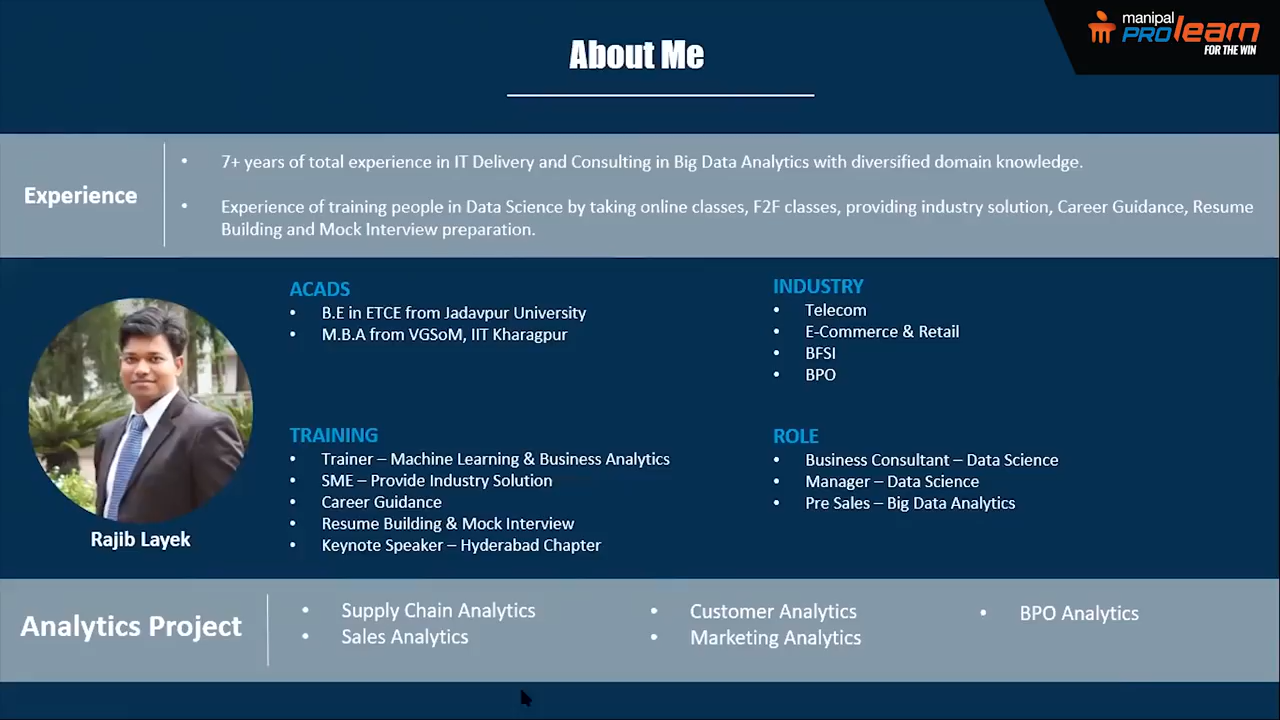 manipal
PROlearn
FOR THE WIN
About Me
Experience
• 7+ years of total experience in IT Delivery and Consulting in Big Data Analytics with diversified domain knowledge.
• Experience of training people in Data Science by taking online classes, F2F classes, providing industry solution, Career Guidance, Resume
Building and Mock Interview preparation.
Rajib Layek
ACADS
• B.E in ETCE from Jadavpur University
• M.B.A from VGSoM, IIT Kharagpur
INDUSTRY
• Telecom
• E-Commerce & Retail
• BFSI
• BPO
TRAINING
• Trainer – Machine Learning & Business Analytics
• SME – Provide Industry Solution
• Career Guidance
• Resume Building & Mock Interview
• Keynote Speaker – Hyderabad Chapter
ROLE
• Business Consultant – Data Science
• Manager – Data Science
• Pre Sales – Big Data Analytics
Analytics Project
• Supply Chain Analytics
• Sales Analytics
• Customer Analytics
• Marketing Analytics
• BPO Analytics